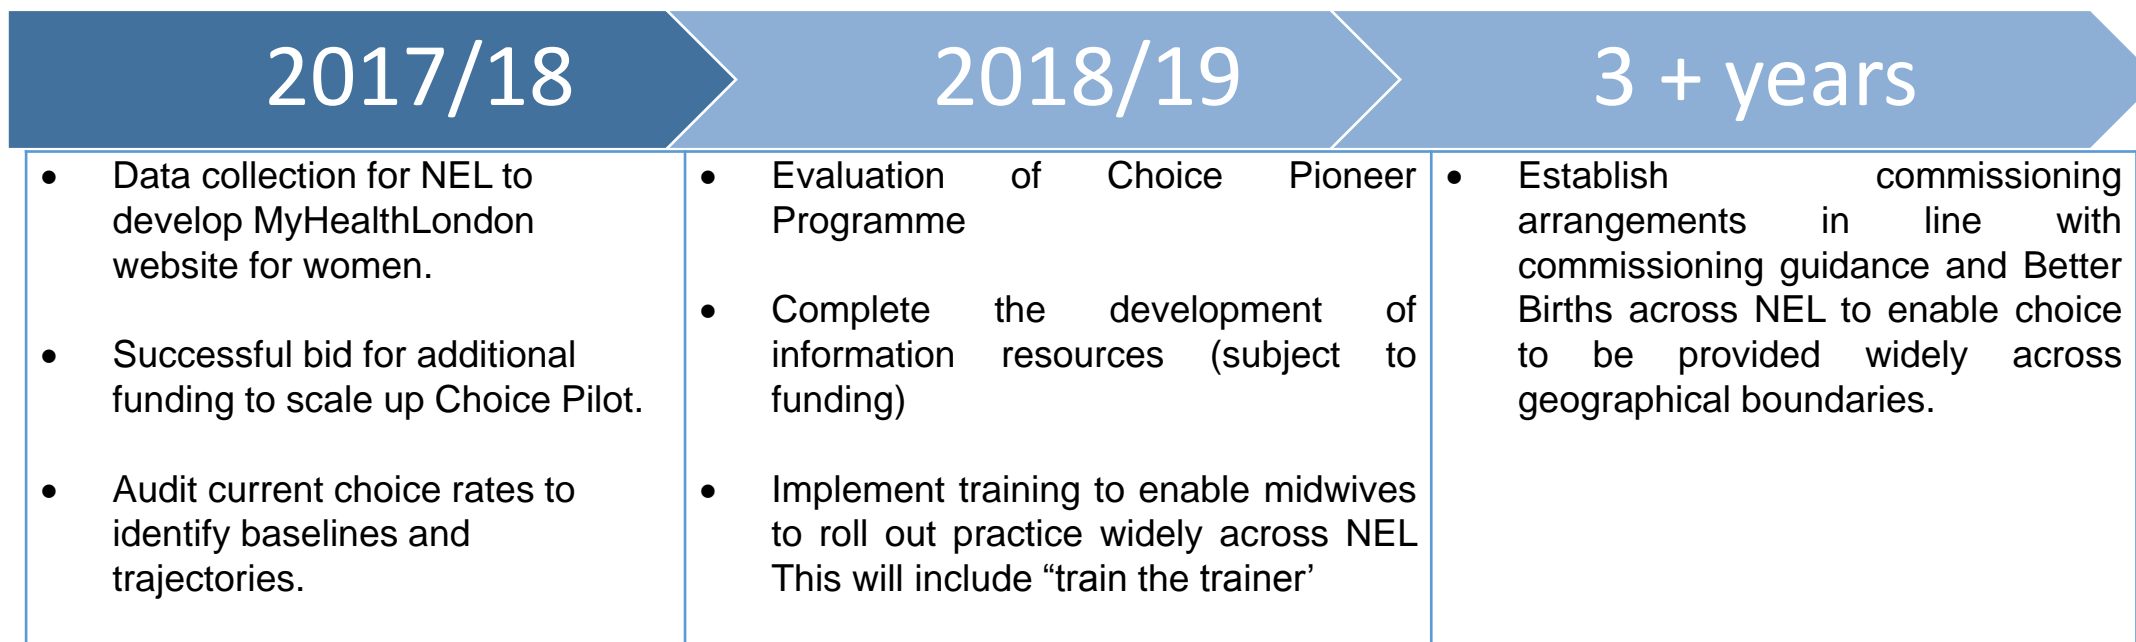 2017/18
2018/19
3 + years
• Data collection for NEL to
develop MyHealthLondon
website for women.
• Successful bid for additional
funding to scale up Choice Pilot.
• Audit current choice rates to
identify baselines and
trajectories.
• Evaluation of Choice Pioneer
Programme
• Complete the development of
information resources (subject to
funding)
• Implement training to enable midwives
to roll out practice widely across NEL
This will include “train the trainer’
• Establish commissioning
arrangements in line with
commissioning guidance and Better
Births across NEL to enable choice
to be provided widely across
geographical boundaries.